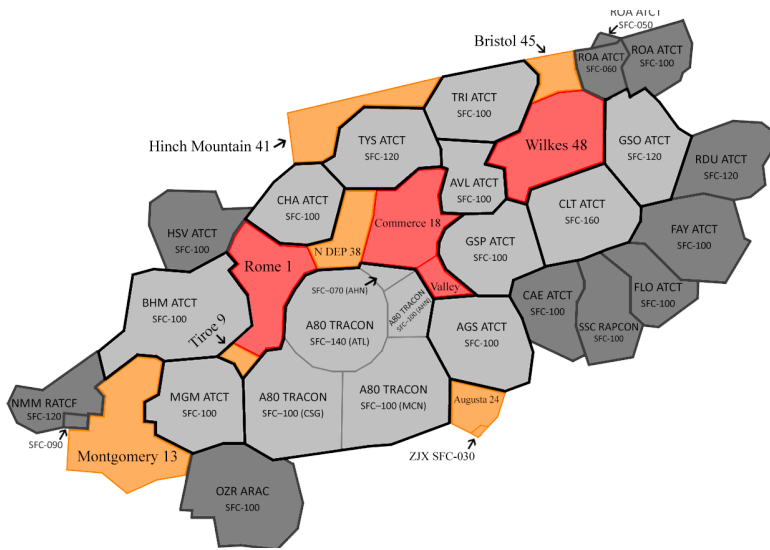 ROA ATCT
SFC-050
Bristol 45
ROA ATCT
SFC-100
ROA ATCT
SFC-060
TRI ATCT
SFC-100
Hinch Mountain 41
TYS ATCT
SFC-120
Wilkes 48
GSO ATCT
SFC-120
RDU ATCT
SFC-120
CHA ATCT
SFC-100
AVL ATCT
SFC-100
CLT ATCT
SFC-160
FAY ATCT
SFC-100
HSV ATCT
SFC-100
Commerce 18
N DEP 38
GSP ATCT
SFC-100
Rome 1
SFC-070 (AHN)
Valley
A80 TRACON
SFC-100 (AHN)
CAE ATCT
SFC-100
FLO ATCT
SFC-100
SSC RAPCON
SFC-100
BHM ATCT
SFC-100
Tiroe 9
A80 TRACON
SFC–140 (ATL)
AGS ATCT
SFC-100
NMM RATCF
SFC-120
SFC-090
MGM ATCT
SFC-100
A80 TRACON
SFC–100 (CSG)
A80 TRACON
SFC–100 (MCN)
Augusta 24
ZJX SFC-030
Montgomery 13
OZR ARAC
SFC-100